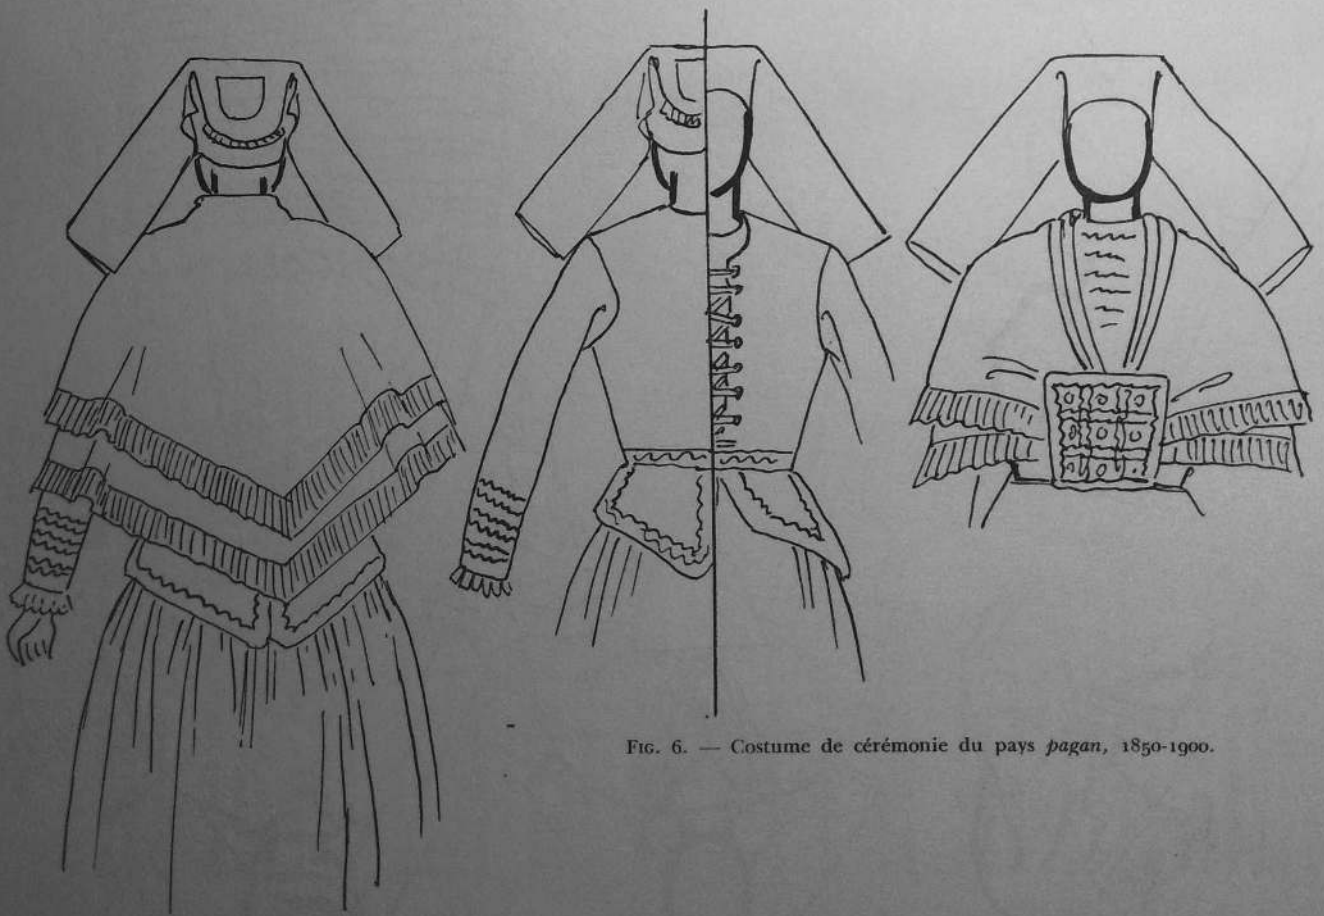 FIG. 6. — Costume de cérémonie du pays pagan, 1850-1900.